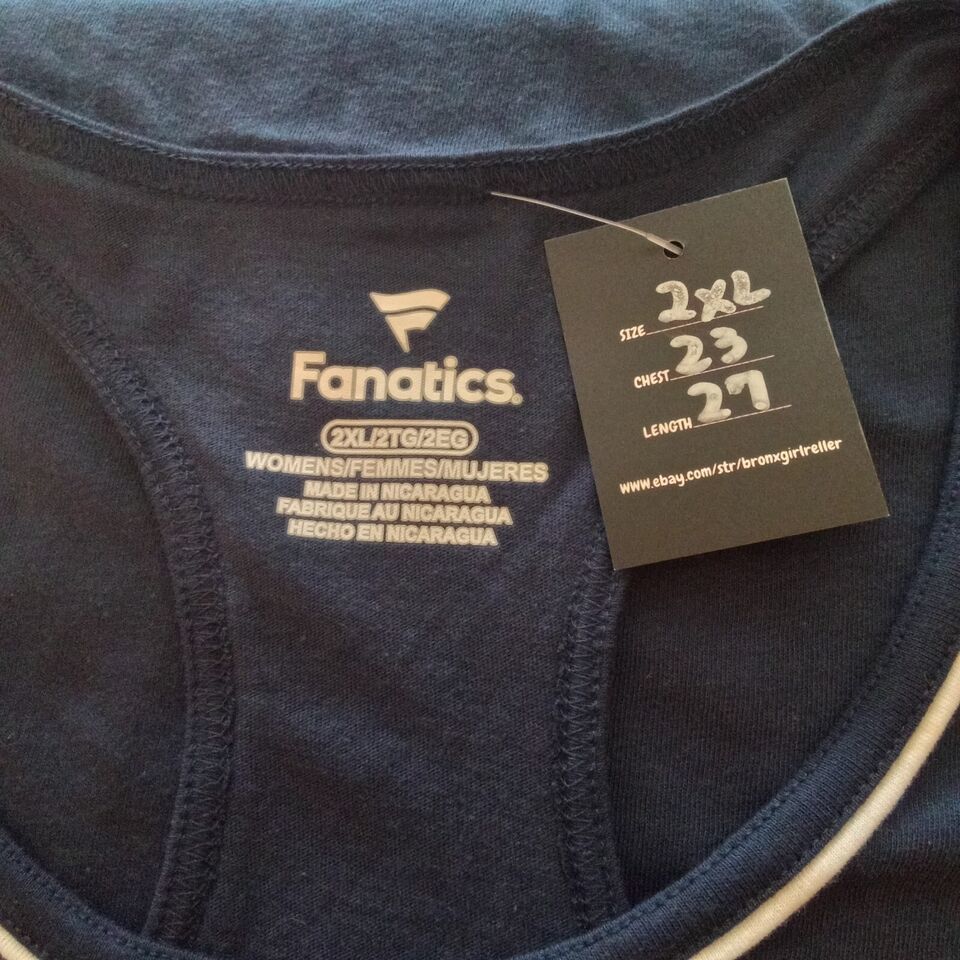 Fanatics.
2XL/2TG/2EG
WOMENS/FEMMES/MUJERES
MADE IN NICARAGUA
FABRIQUE AU NICARAGUA
HECHO EN NICARAGUA
SIZE 2XL
CHEST 23
LENGTH 27
www.ebay.com/str/bronxgirlreller